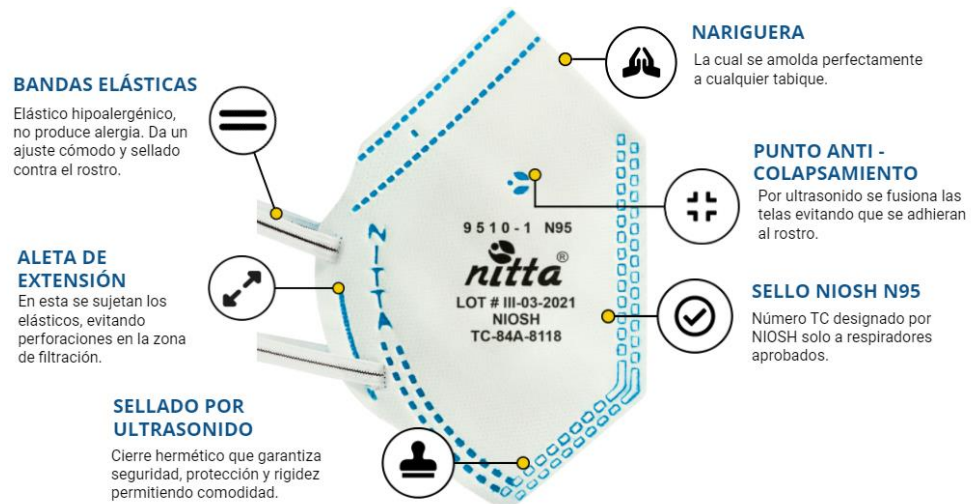 NARIGUERA
La cual se amolda perfectamente
a cualquier tabique.
BANDAS ELÁSTICAS
Elástico hipoalergénico,
no produce alergia. Da un
ajuste cómodo y sellado
contra el rostro.
PUNTO ANTI -
COLAPSAMIENTO
Por ultrasonido se fusiona las
telas evitando que se adhieran
al rostro.
ALETA DE
EXTENSIÓN
En esta se sujetan los
elásticos, evitando
perforaciones en la zona
de filtración.
NITTA
9510-1 N95
nitta®
LOT # III-03-2021
NIOSH
TC-84A-8118
SELLO NIOSH N95
Número TC designado por
NIOSH solo a respiradores
aprobados.
SELLADO POR
ULTRASONIDO
Cierre hermético que garantiza
seguridad, protección y rigidez
permitiendo comodidad.